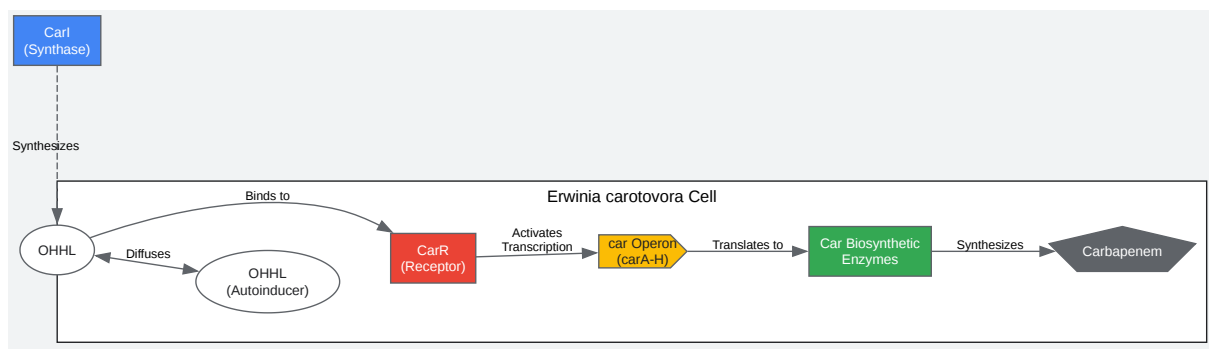 CarI
(Synthase)
Synthesizes
Erwinia carotovora Cell
Binds to
OHHL
Diffuses
OHHL
(Autoinducer)
CarR
(Receptor)
Activates
Transcription
car Operon
(carA-H)
Translates to
Car Biosynthetic
Enzymes
Synthesizes
Carbapenem